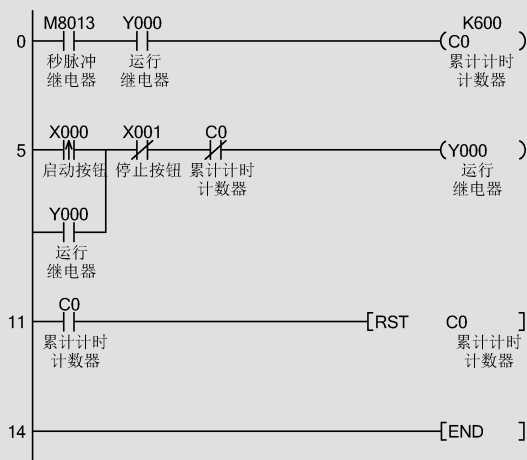 M8013 Y000 K600
0 C0
秒脉冲 运行 累计计时
继电器 继电器 计数器
X000 X001 C0
5 Y000
启动按钮 停止按钮 累计计时 运行
计数器 继电器
Y000
运行
继电器
C0
11 RST C0
累计计时 累计计时
计数器 计数器
14 END